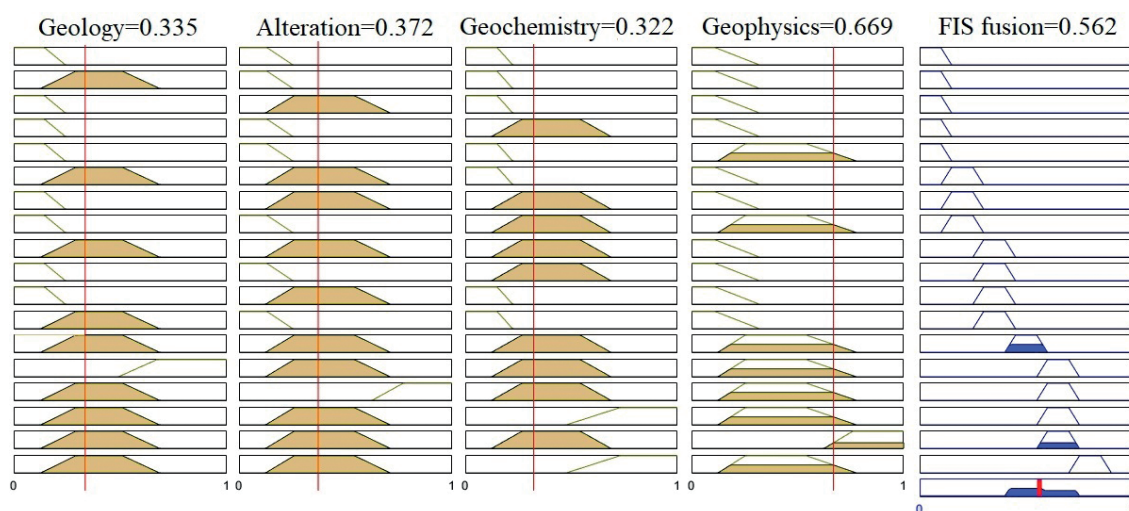 Geology=0.335 Alteration=0.372 Geochemistry=0.322 Geophysics=0.669 FIS fusion=0.562
0 1 0 1 0 1 0 1
0